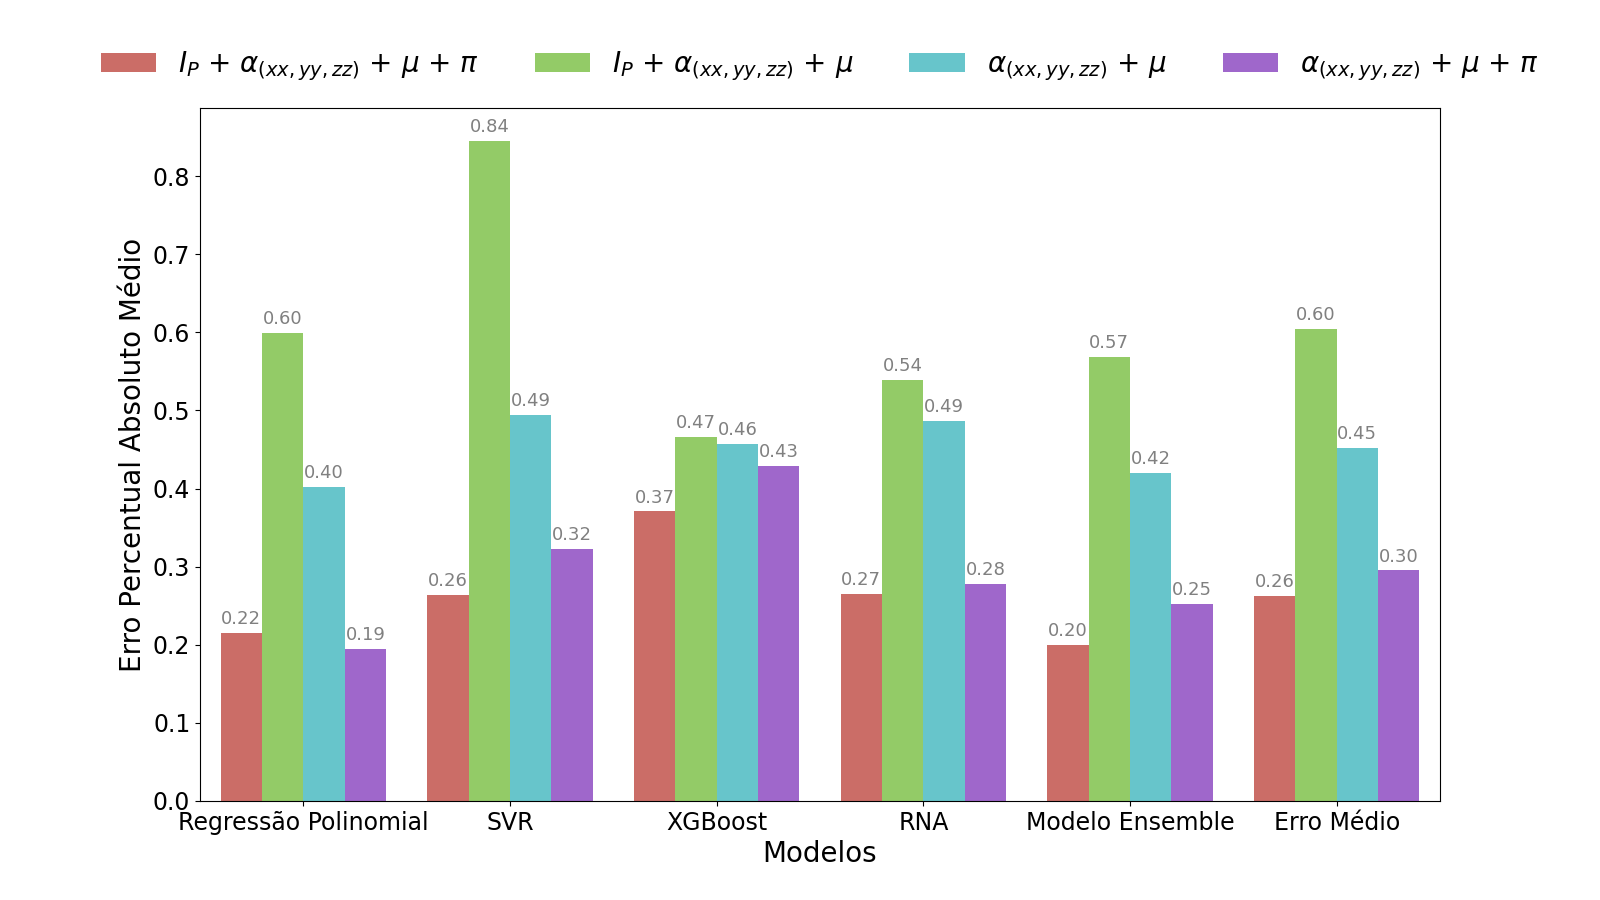 I_P + α_(xx, yy, zz) + μ + π I_P + α_(xx, yy, zz) + μ α_(xx, yy, zz) + μ α_(xx, yy, zz) + μ + π
Erro Percentual Absoluto Médio
0.8
0.7
0.6
0.5
0.4
0.3
0.2
0.1
0.0
0.22 0.60 0.40 0.19
0.26 0.84 0.49 0.32
0.37 0.47 0.46 0.43
0.27 0.54 0.49 0.28
0.20 0.57 0.42 0.25
0.26 0.60 0.45 0.30
Regressão Polinomial SVR XGBoost RNA Modelo Ensemble Erro Médio
Modelos